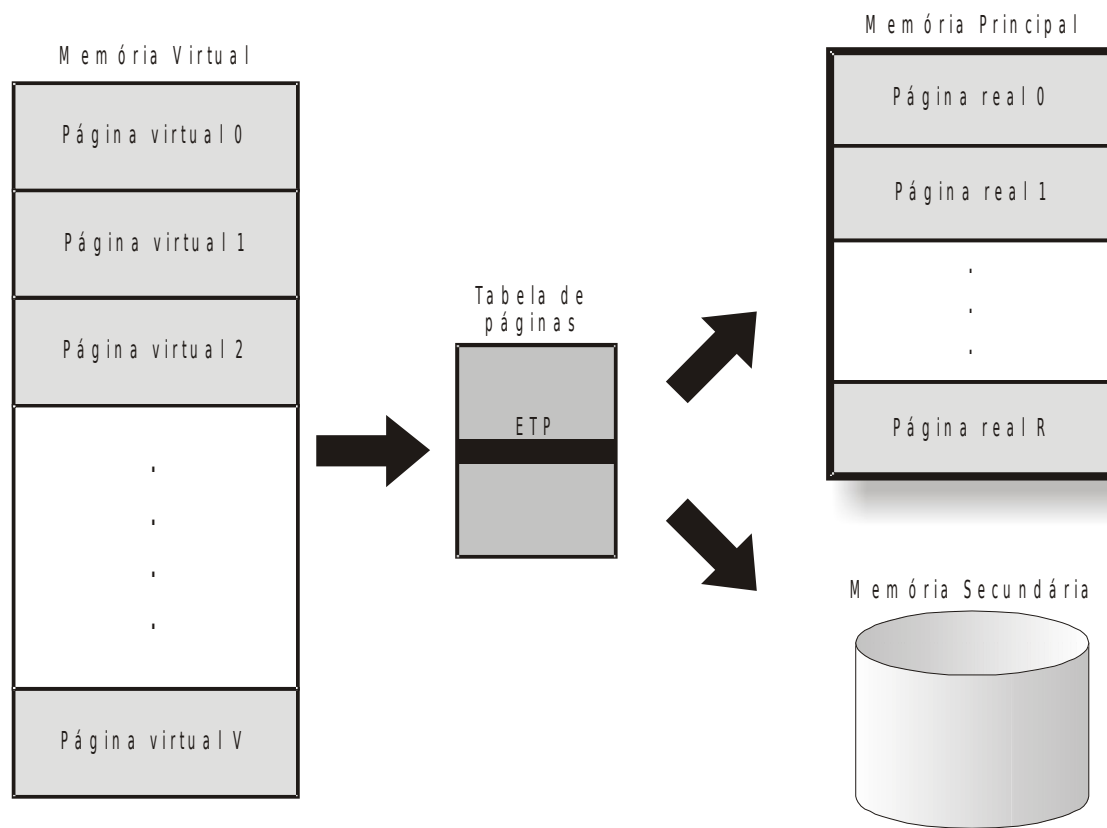 Memória Virtual
Página virtual 0
Página virtual 1
Página virtual 2
Página virtual V
Tabela de
páginas
ETP
Memória Principal
Página real 0
Página real 1
Página real R
Memória Secundária